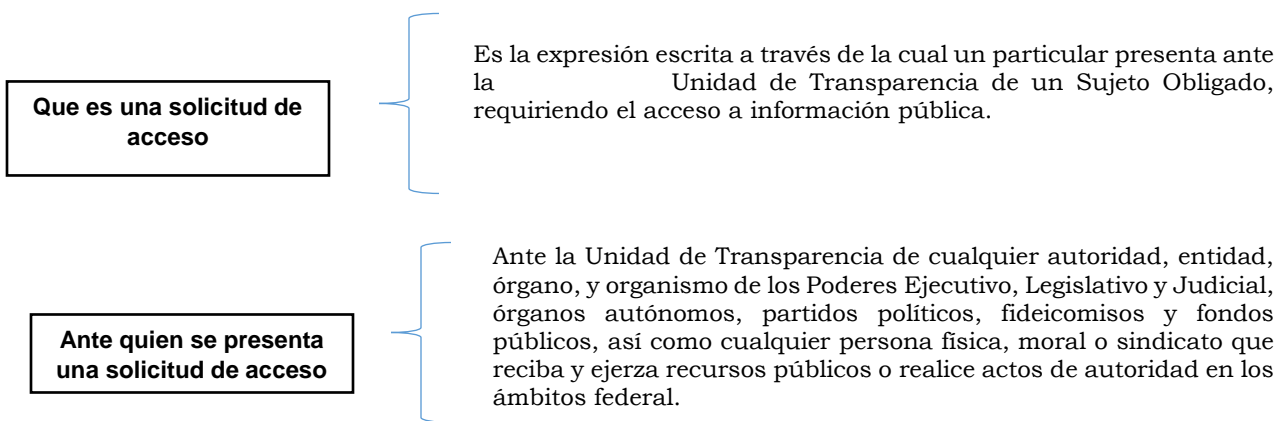 Que es una solicitud de
acceso
Es la expresión escrita a través de la cual un particular presenta ante
la Unidad de Transparencia de un Sujeto Obligado,
requiriendo el acceso a información pública.
Ante quien se presenta
una solicitud de acceso
Ante la Unidad de Transparencia de cualquier autoridad, entidad,
órgano, y organismo de los Poderes Ejecutivo, Legislativo y Judicial,
órganos autónomos, partidos políticos, fideicomisos y fondos
públicos, así como cualquier persona física, moral o sindicato que
reciba y ejerza recursos públicos o realice actos de autoridad en los
ámbitos federal.